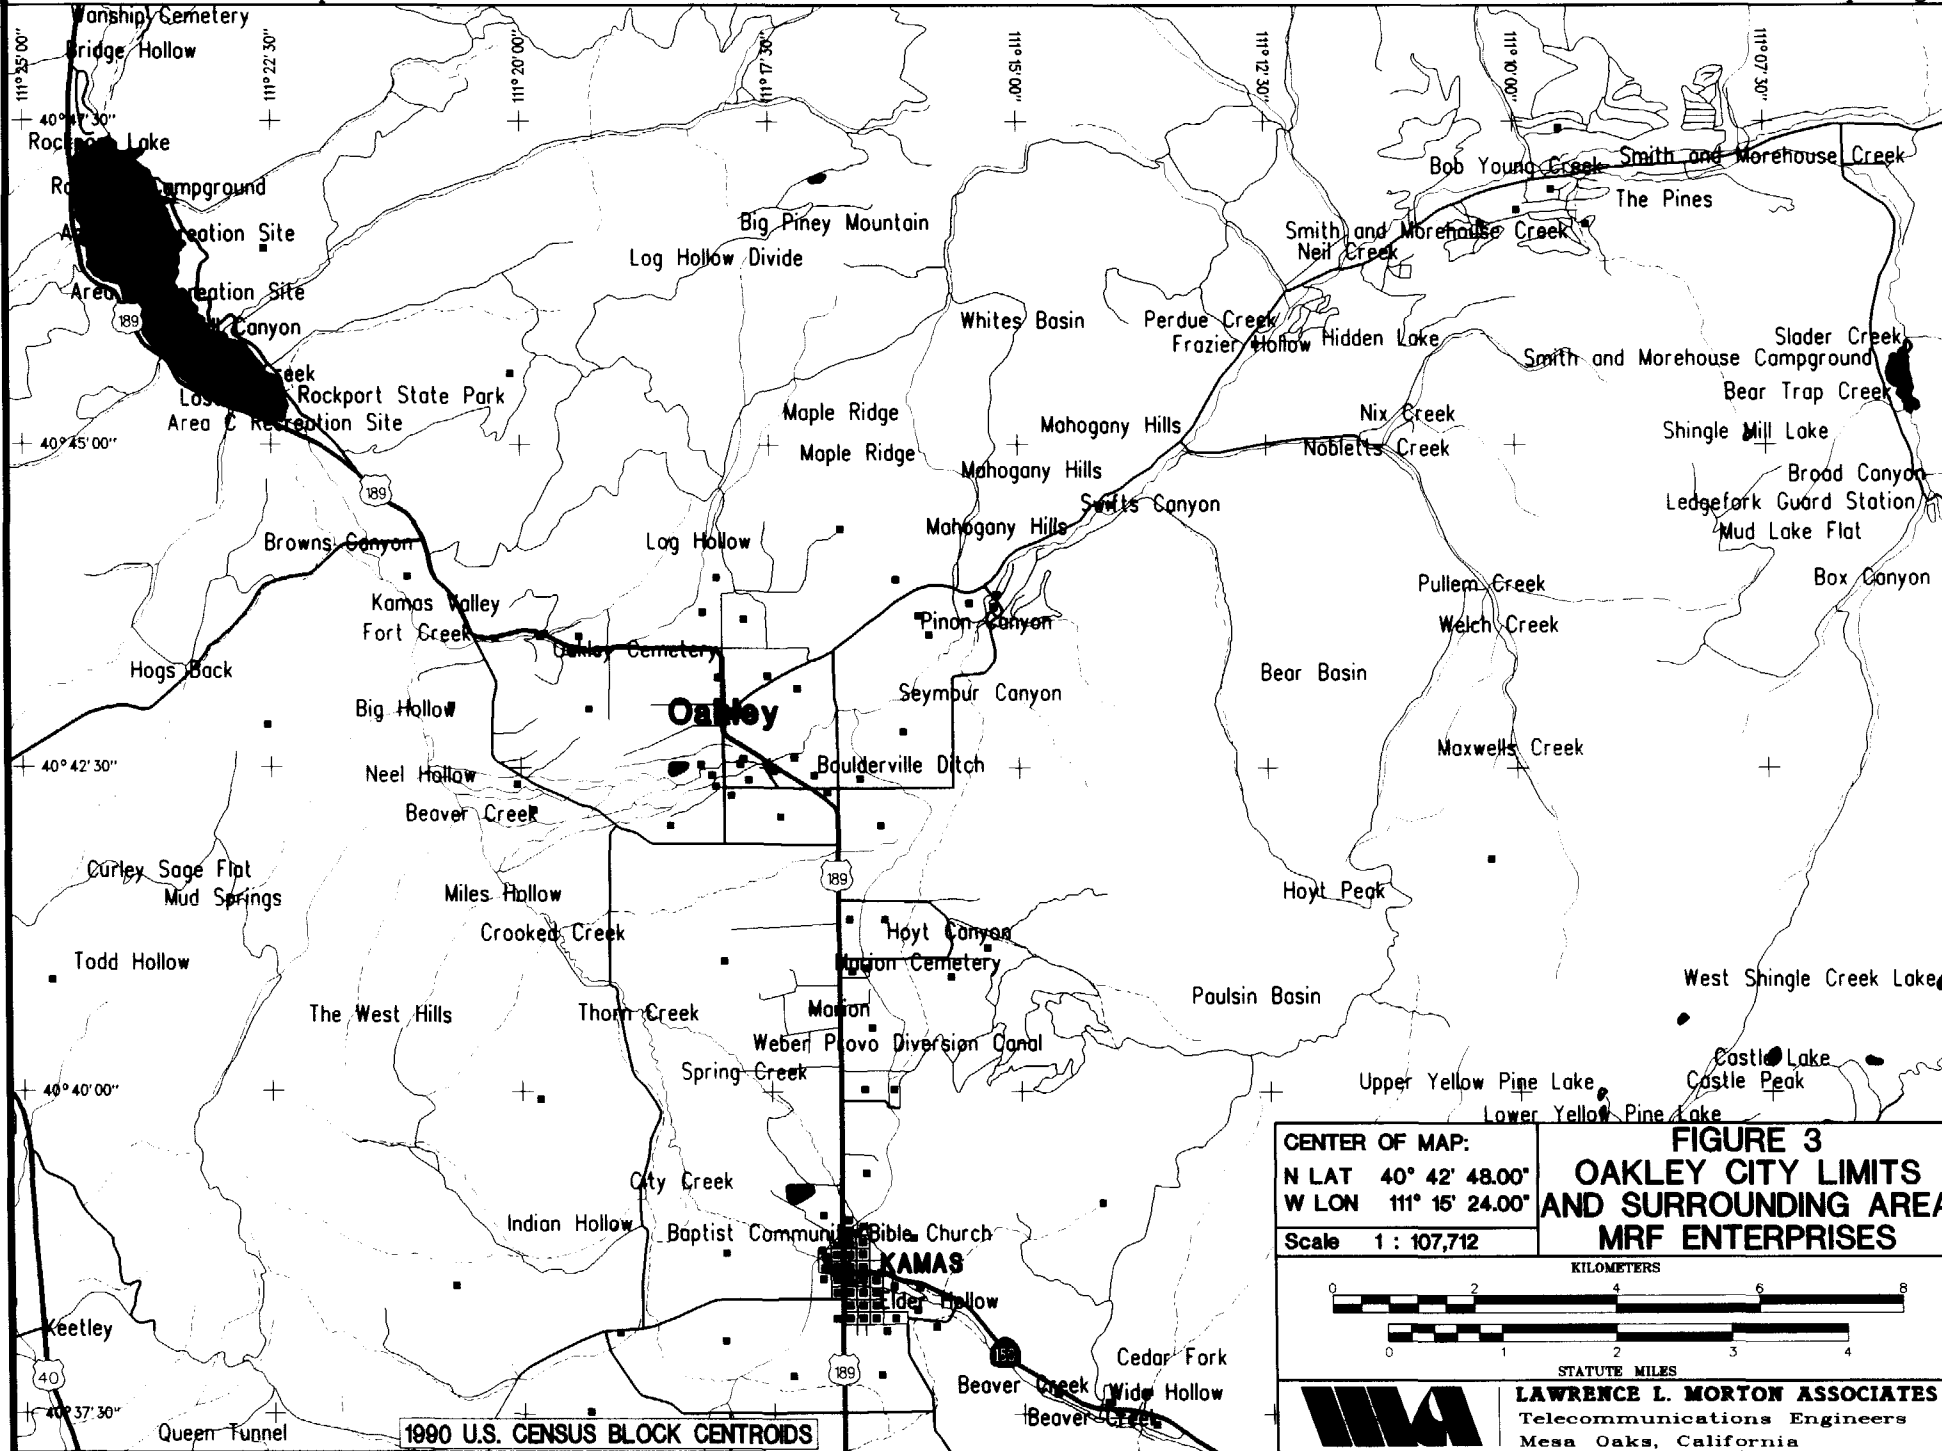 Wanship Cemetery
Bridge Hollow
111° 25' 00"
111° 22' 30"
111° 20' 00"
111° 17' 30"
111° 15' 00"
111° 12' 30"
111° 10' 00"
111° 07' 30"
40° 47' 30"
Rockport Lake
Campground
Bob Young Creek
Smith and Morehouse Creek
The Pines
Big Piney Mountain
Smith and Morehouse Creek
Recreation Site
Log Hollow Divide
Neil Creek
Area Recreation Site
189
Canyon
Whites Basin
Perdue Creek
Frazier Hollow
Hidden Lake
Slader Creek
Smith and Morehouse Campground
Creek
Rockport State Park
Bear Trap Creek
Area C Recreation Site
Maple Ridge
Mahogany Hills
Nix Creek
Shingle Mill Lake
40° 45' 00"
Maple Ridge
Mahogany Hills
Nobletts Creek
Broad Canyon
189
Swifts Canyon
Ledgefork Guard Station
Browns Canyon
Log Hollow
Mahogany Hills
Mud Lake Flat
Kamas Valley
Pullem Creek
Box Canyon
Fort Creek
Pinon Canyon
Welch Creek
Oakley Cemetery
Hogs Back
Bear Basin
Big Hollow
Oakley
Seymour Canyon
Maxwells Creek
40° 42' 30"
Neel Hollow
Boulderville Ditch
Beaver Creek
Curley Sage Flat
Mud Springs
Miles Hollow
189
Hoyt Peak
Crooked Creek
Hoyt Canyon
Todd Hollow
Marion Cemetery
West Shingle Creek Lake
The West Hills
Thorn Creek
Marion
Paulsin Basin
Weber Provo Diversion Canal
Castle Lake
Spring Creek
40° 40' 00"
Upper Yellow Pine Lake
Castle Peak
Lower Yellow Pine Lake
City Creek
Indian Hollow
Baptist Community Bible Church
KAMAS
Elder Hollow
Keetley
40
189
150
Cedar Fork
Beaver Creek
Wide Hollow
Beaver Creek
40° 37' 30"
Queen Tunnel
1990 U.S. CENSUS BLOCK CENTROIDS
CENTER OF MAP:
N LAT 40° 42' 48.00"
W LON 111° 15' 24.00"
Scale 1 : 107,712
FIGURE 3
OAKLEY CITY LIMITS
AND SURROUNDING AREA
MRF ENTERPRISES
KILOMETERS
0 2 4 6 8
0 1 2 3 4
STATUTE MILES
LAWRENCE L. MORTON ASSOCIATES
Telecommunications Engineers
Mesa Oaks, California